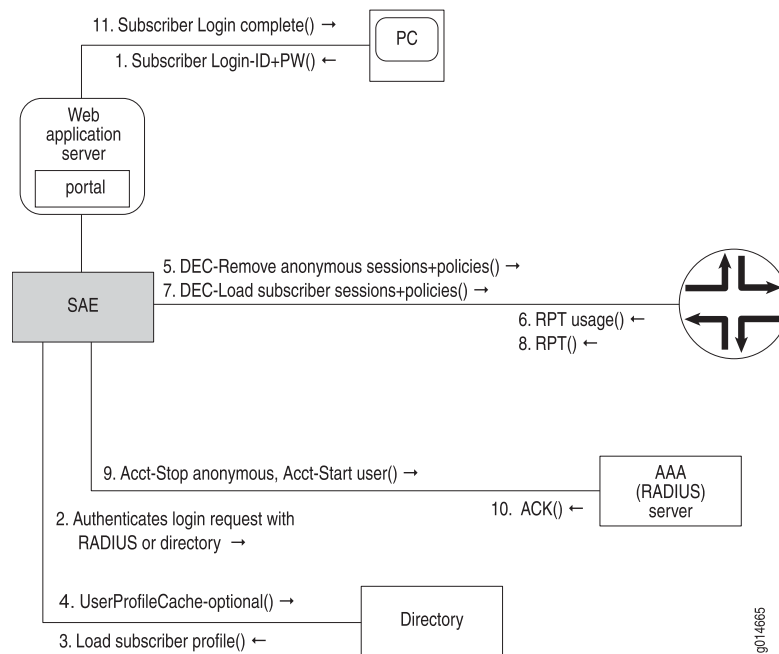 11. Subscriber Login complete() →
PC
1. Subscriber Login-ID+PW() ←
Web
application
server
portal
5. DEC-Remove anonymous sessions+policies() →
SAE
7. DEC-Load subscriber sessions+policies() →
6. RPT usage() ←
8. RPT() ←
9. Acct-Stop anonymous, Acct-Start user() →
AAA
(RADIUS)
server
10. ACK() ←
2. Authenticates login request with
RADIUS or directory →
4. UserProfileCache-optional() →
Directory
3. Load subscriber profile() ←
g014665